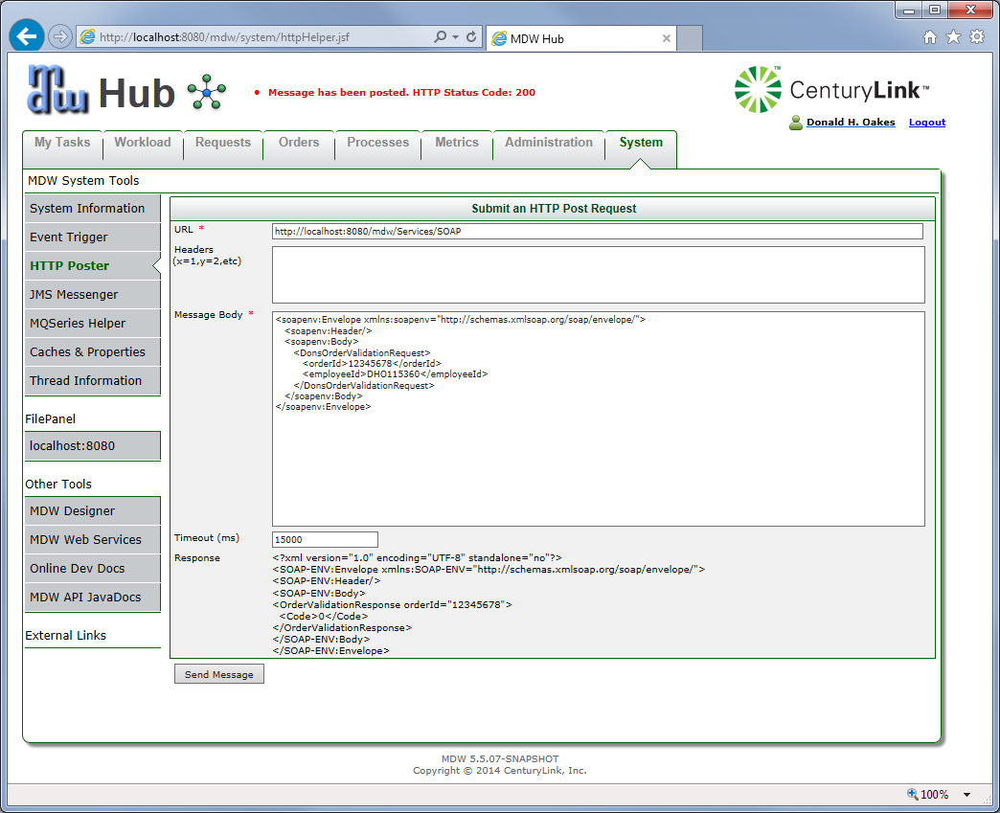 http://localhost:8080/mdw/system/httpHelper.jsf
MDW Hub
mdw Hub
Message has been posted. HTTP Status Code: 200
CenturyLink™
Donald H. Oakes Logout
My Tasks Workload Requests Orders Processes Metrics Administration System
MDW System Tools
System Information
Event Trigger
HTTP Poster
JMS Messenger
MQSeries Helper
Caches & Properties
Thread Information
FilePanel
localhost:8080
Other Tools
MDW Designer
MDW Web Services
Online Dev Docs
MDW API JavaDocs
External Links
Submit an HTTP Post Request
URL *
http://localhost:8080/mdw/Services/SOAP
Headers
(x=1,y=2,etc)
Message Body *
<soapenv:Envelope xmlns:soapenv="http://schemas.xmlsoap.org/soap/envelope/">
<soapenv:Header/>
<soapenv:Body>
<DonsOrderValidationRequest>
<orderId>12345678</orderId>
<employeeId>DHO115360</employeeId>
</DonsOrderValidationRequest>
</soapenv:Body>
</soapenv:Envelope>
Timeout (ms)
15000
Response
<?xml version="1.0" encoding="UTF-8" standalone="no"?>
<SOAP-ENV:Envelope xmlns:SOAP-ENV="http://schemas.xmlsoap.org/soap/envelope/">
<SOAP-ENV:Header/>
<SOAP-ENV:Body>
<OrderValidationResponse orderId="12345678">
<Code>0</Code>
</OrderValidationResponse>
</SOAP-ENV:Body>
</SOAP-ENV:Envelope>
Send Message
MDW 5.5.07-SNAPSHOT
Copyright © 2014 CenturyLink, Inc.
100%